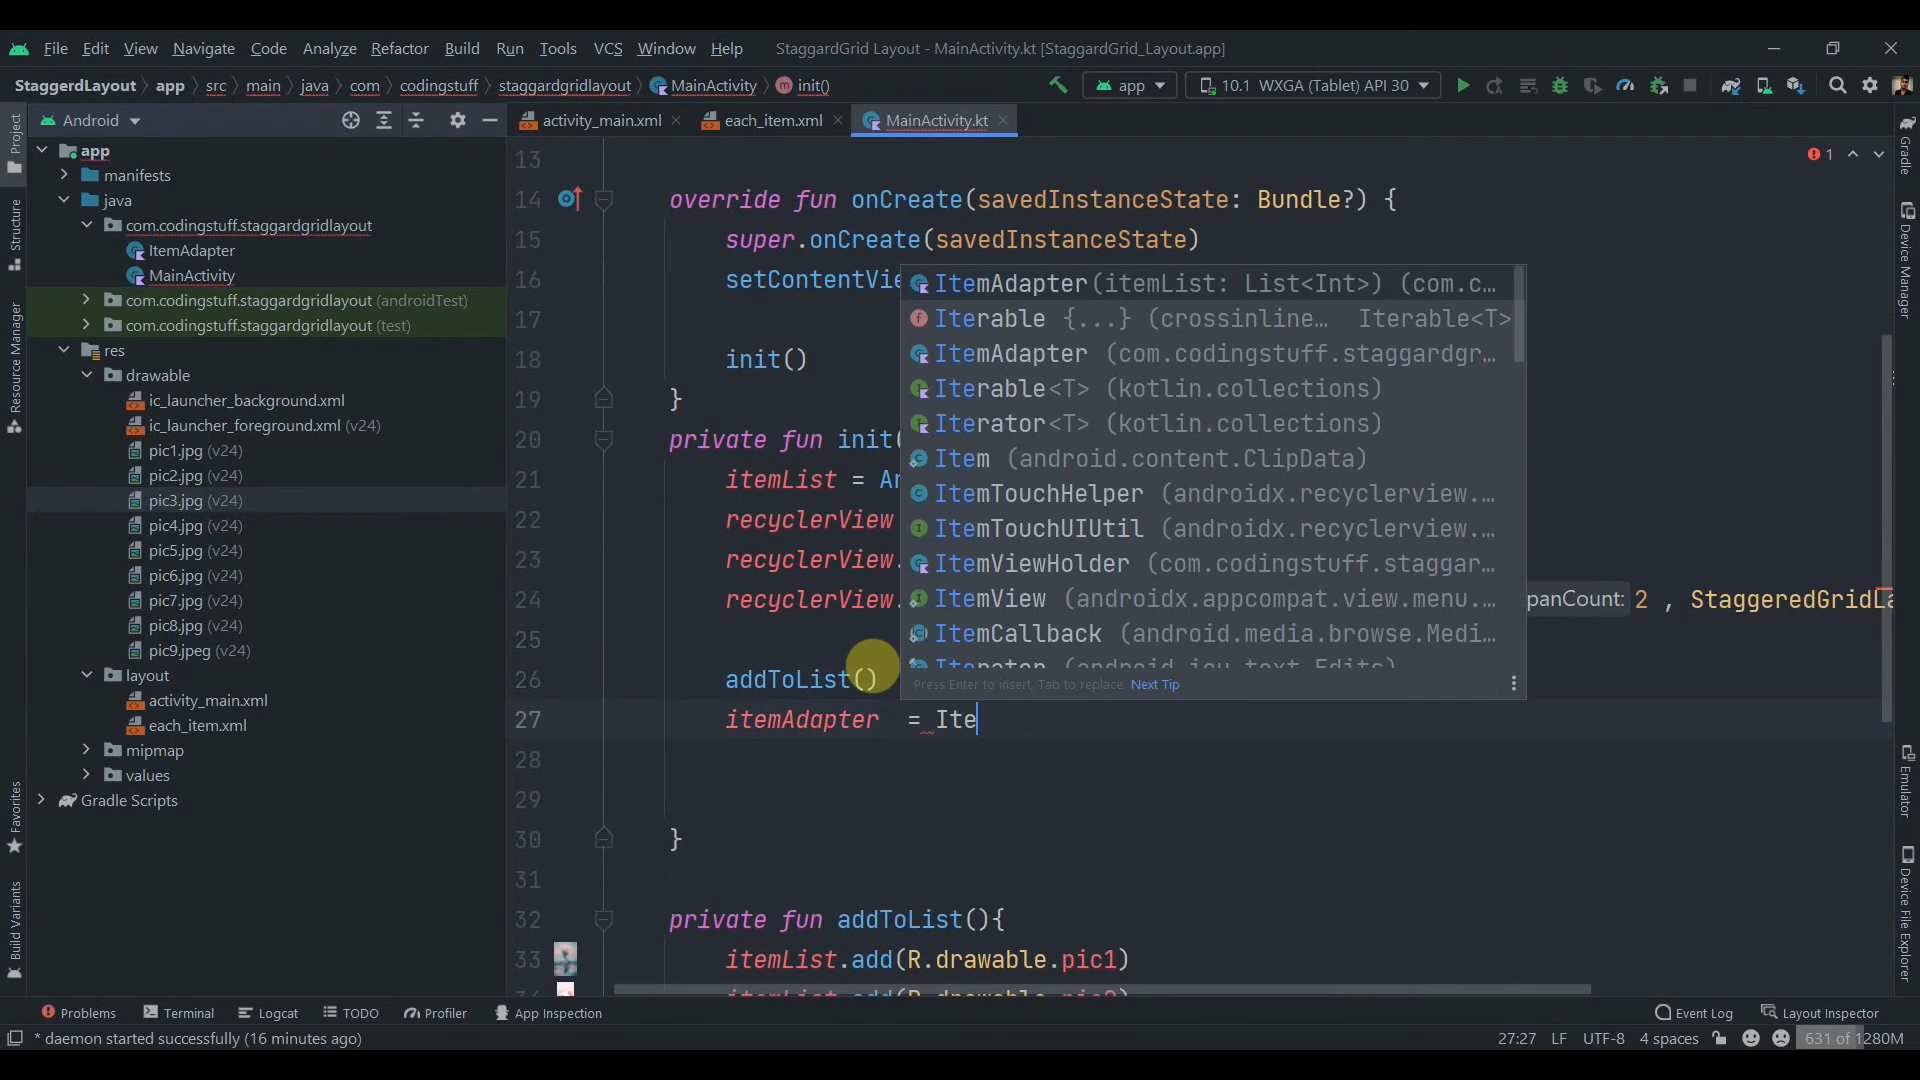 File Edit View Navigate Code Analyze Refactor Build Run Tools VCS Window Help StaggardGrid Layout - MainActivity.kt [StaggardGrid_Layout.app]
StaggerdLayout app src main java com codingstuff staggardgridlayout MainActivity init() app 10.1 WXGA (Tablet) API 30
Android activity_main.xml each_item.xml MainActivity.kt
Project
Structure
Resource Manager
Favorites
Build Variants
app
manifests
java
com.codingstuff.staggardgridlayout
ItemAdapter
MainActivity
com.codingstuff.staggardgridlayout (androidTest)
com.codingstuff.staggardgridlayout (test)
res
drawable
ic_launcher_background.xml
ic_launcher_foreground.xml (v24)
pic1.jpg (v24)
pic2.jpg (v24)
pic3.jpg (v24)
pic4.jpg (v24)
pic5.jpg (v24)
pic6.jpg (v24)
pic7.jpg (v24)
pic8.jpg (v24)
pic9.jpeg (v24)
layout
activity_main.xml
each_item.xml
mipmap
values
Gradle Scripts
1
13
14 override fun onCreate(savedInstanceState: Bundle?) {
15 super.onCreate(savedInstanceState)
16 setContentVie
17
18 init()
19 }
20 private fun init(
21 itemList = Ar
22 recyclerView
23 recyclerView.
24 recyclerView. panCount: 2 , StaggeredGridLa
25
26 addToList()
27 itemAdapter = Ite
28
29
30 }
31
32 private fun addToList(){
33 itemList.add(R.drawable.pic1)
ItemAdapter(itemList: List<Int>) (com.c...
Iterable {...} (crossinline... Iterable<T>
ItemAdapter (com.codingstuff.staggardgr...
Iterable<T> (kotlin.collections)
Iterator<T> (kotlin.collections)
Item (android.content.ClipData)
ItemTouchHelper (androidx.recyclerview....
ItemTouchUIUtil (androidx.recyclerview....
ItemViewHolder (com.codingstuff.staggar...
ItemView (androidx.appcompat.view.menu....
ItemCallback (android.media.browse.Medi...
Press Enter to insert, Tab to replace Next Tip
Gradle
Device Manager
Emulator
Device File Explorer
Problems Terminal Logcat TODO Profiler App Inspection Event Log Layout Inspector
* daemon started successfully (16 minutes ago) 27:27 LF UTF-8 4 spaces 631 of 1280M